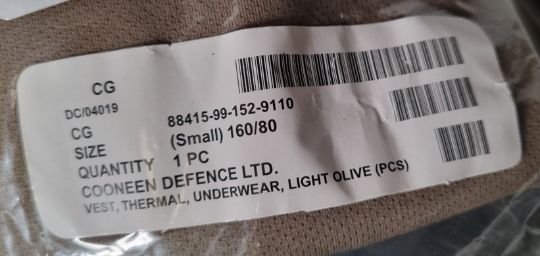 CG
DC/04019
CG 88415-99-152-9110
SIZE (Small) 160/80
QUANTITY 1 PC
COONEEN DEFENCE LTD.
VEST, THERMAL, UNDERWEAR, LIGHT OLIVE (PCS)